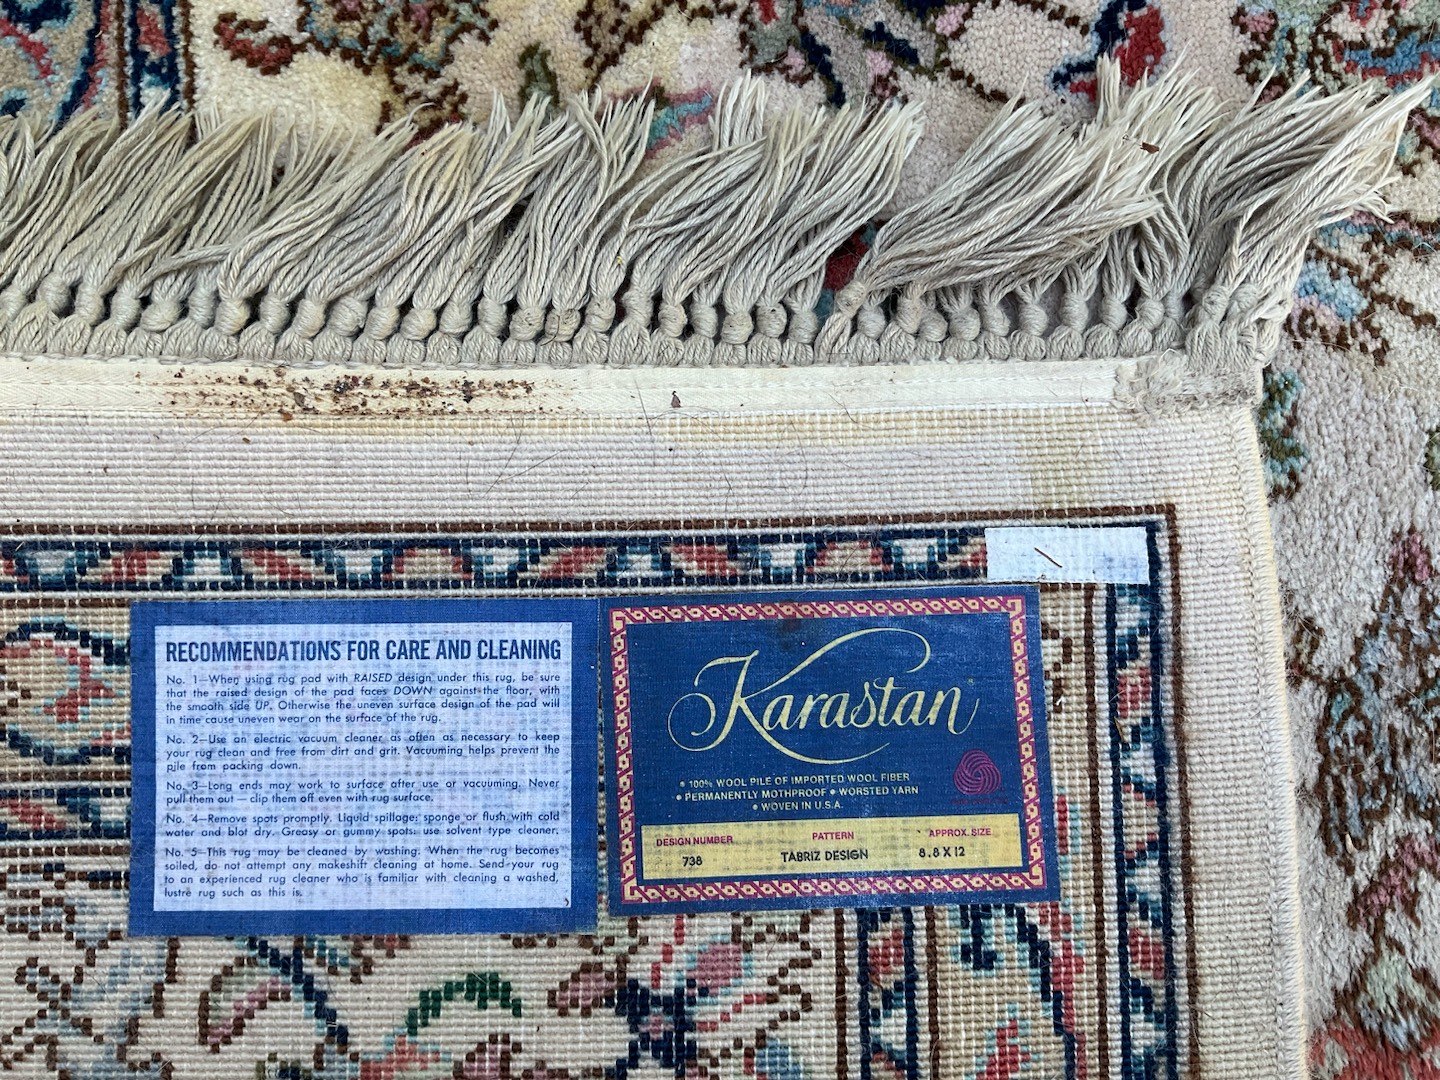 RECOMMENDATIONS FOR CARE AND CLEANING
No. 1—When using rug pad with RAISED design under this rug, be sure
that the raised design of the pad faces DOWN against the floor, with
the smooth side UP. Otherwise the uneven surface design of the pad will
in time cause uneven wear on the surface of the rug.
No. 2—Use an electric vacuum cleaner as often as necessary to keep
your rug clean and free from dirt and grit. Vacuuming helps prevent the
pile from packing down.
No. 3—Long ends may work to surface after use or vacuuming. Never
pull them out — clip them off even with rug surface.
No. 4—Remove spots promptly. Liquid spillage: sponge or flush with cold
water and blot dry. Greasy or gummy spots: use solvent type cleaner.
No. 5—This rug may be cleaned by washing. When the rug becomes
soiled, do not attempt any makeshift cleaning at home. Send your rug
to an experienced rug cleaner who is familiar with cleaning a washed,
lustre rug such as this is.
Karastan®
• 100% WOOL PILE OF IMPORTED WOOL FIBER
• PERMANENTLY MOTHPROOF • WORSTED YARN
• WOVEN IN U.S.A.
DESIGN NUMBER PATTERN APPROX. SIZE
738 TABRIZ DESIGN 8.8 X 12